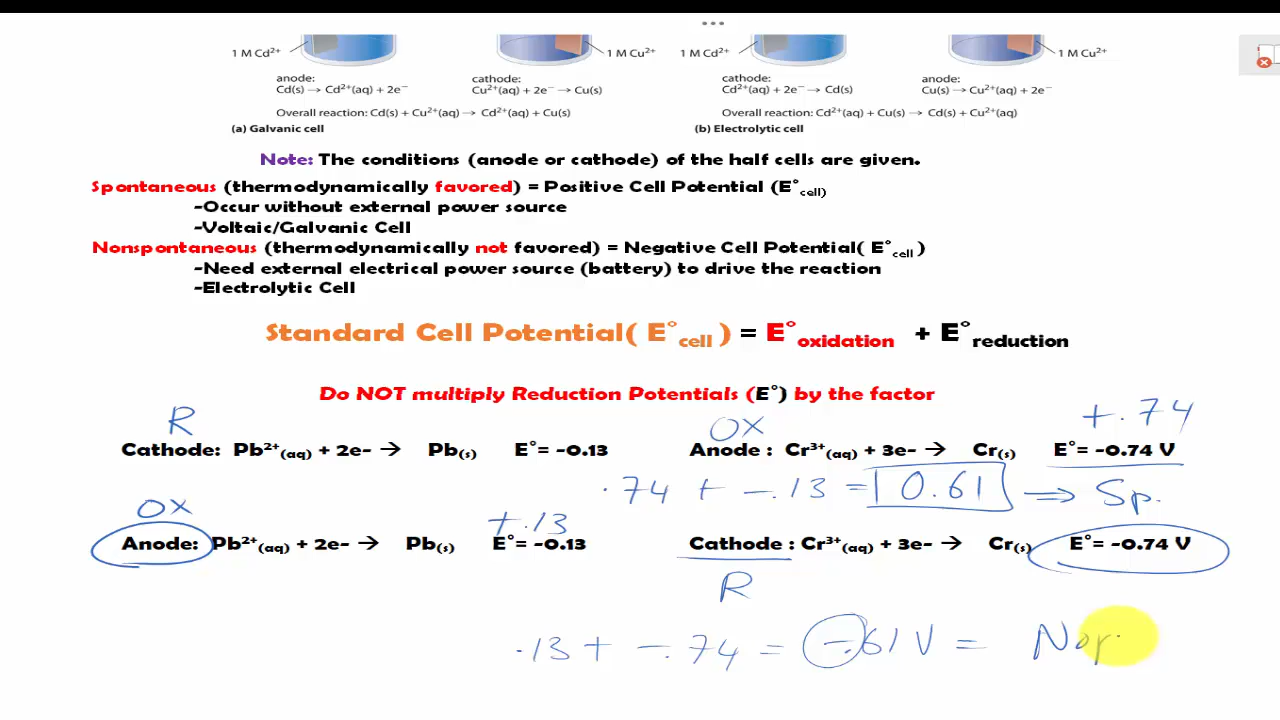 1 M Cd²⁺ 1 M Cu²⁺ 1 M Cd²⁺ 1 M Cu²⁺
anode: cathode: cathode: anode:
Cd(s) → Cd²⁺(aq) + 2e⁻ Cu²⁺(aq) + 2e⁻ → Cu(s) Cd²⁺(aq) + 2e⁻ → Cd(s) Cu(s) → Cu²⁺(aq) + 2e⁻
Overall reaction: Cd(s) + Cu²⁺(aq) → Cd²⁺(aq) + Cu(s) Overall reaction: Cd²⁺(aq) + Cu(s) → Cd(s) + Cu²⁺(aq)
(a) Galvanic cell (b) Electrolytic cell
Note: The conditions (anode or cathode) of the half cells are given.
Spontaneous (thermodynamically favored) = Positive Cell Potential (E°cell)
-Occur without external power source
-Voltaic/Galvanic Cell
Nonspontaneous (thermodynamically not favored) = Negative Cell Potential( E°cell )
-Need external electrical power source (battery) to drive the reaction
-Electrolytic Cell
Standard Cell Potential( E°cell ) = E°oxidation + E°reduction
Do NOT multiply Reduction Potentials (E°) by the factor
R OX +.74
Cathode: Pb²⁺(aq) + 2e- → Pb(s) E°= -0.13 Anode : Cr³⁺(aq) + 3e- → Cr(s) E°= -0.74 V
.74 + -.13 = 0.61 ⇒ Sp.
OX +.13
Anode: Pb²⁺(aq) + 2e- → Pb(s) E°= -0.13 Cathode : Cr³⁺(aq) + 3e- → Cr(s) E°= -0.74 V
R
.13 + -.74 = -.61 V =